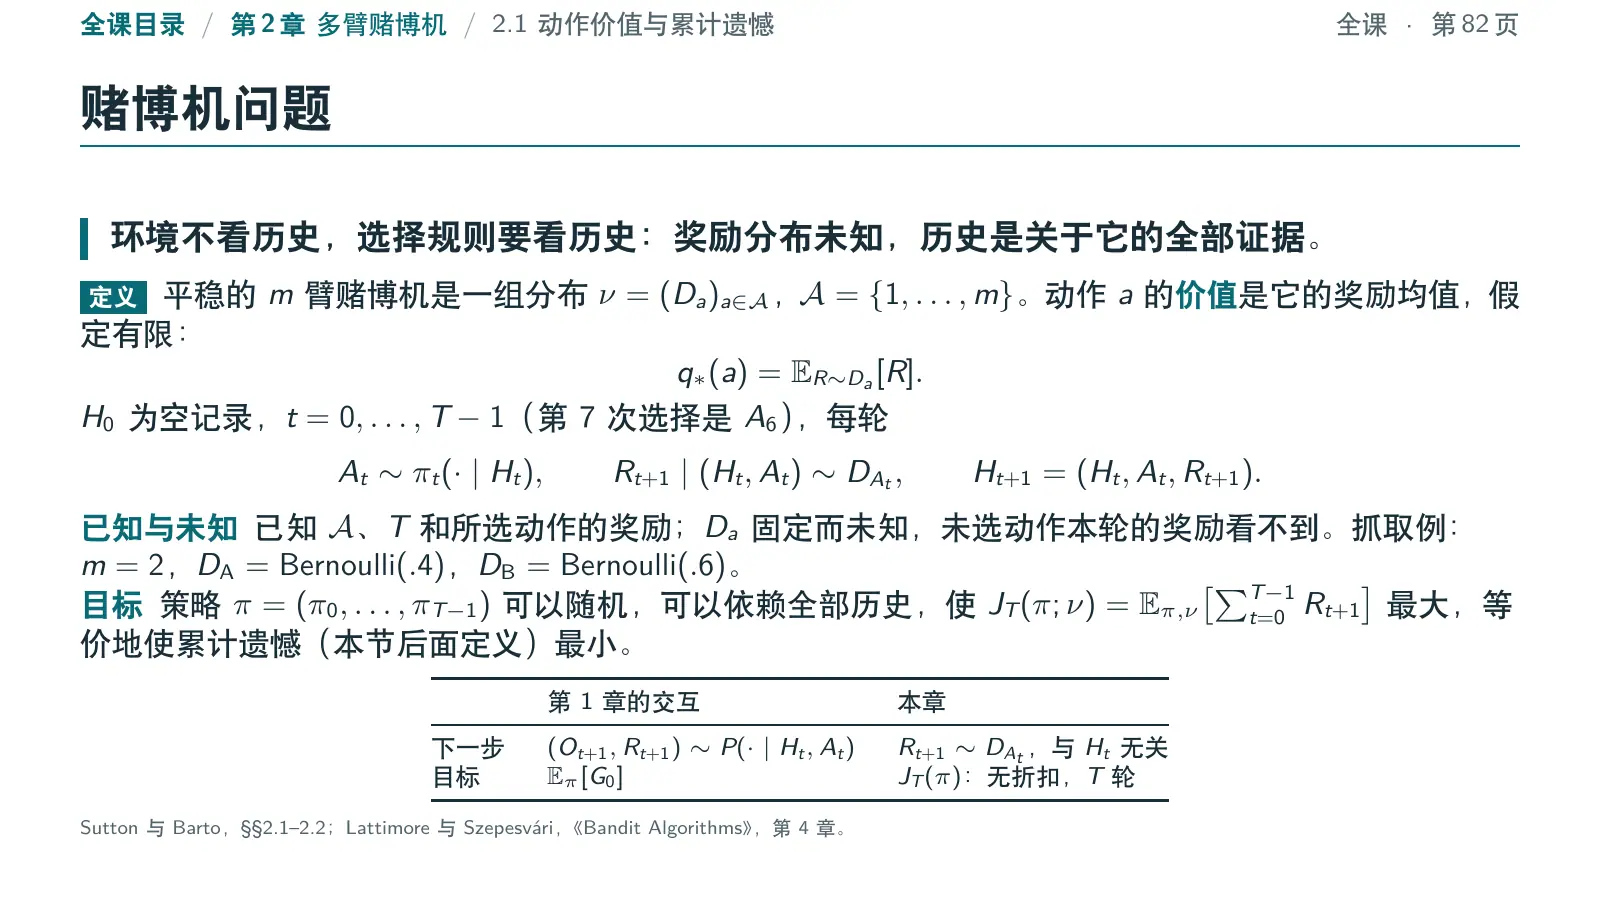 全课目录 / 第 2 章 多臂赌博机 / 2.1 动作价值与累计遗憾 全课 · 第 82 页
赌博机问题
环境不看历史，选择规则要看历史：奖励分布未知，历史是关于它的全部证据。
定义 平稳的 m 臂赌博机是一组分布 ν = (D_a)_{a∈𝒜}，𝒜 = {1, . . . , m}。动作 a 的价值是它的奖励均值，假
定有限：
q_*(a) = 𝔼_{R∼D_a}[R].
H_0 为空记录，t = 0, . . . , T − 1（第 7 次选择是 A_6），每轮
A_t ∼ π_t(· | H_t), R_{t+1} | (H_t, A_t) ∼ D_{A_t}, H_{t+1} = (H_t, A_t, R_{t+1}).
已知与未知 已知 𝒜、T 和所选动作的奖励；D_a 固定而未知，未选动作本轮的奖励看不到。抓取例：
m = 2，D_A = Bernoulli(.4)，D_B = Bernoulli(.6)。
目标 策略 π = (π_0, . . . , π_{T−1}) 可以随机，可以依赖全部历史，使 J_T(π; ν) = 𝔼_{π,ν}[∑_{t=0}^{T−1} R_{t+1}] 最大，等
价地使累计遗憾（本节后面定义）最小。
第 1 章的交互 本章
下一步 (O_{t+1}, R_{t+1}) ∼ P(· | H_t, A_t) R_{t+1} ∼ D_{A_t}，与 H_t 无关
目标 𝔼_π[G_0] J_T(π)：无折扣，T 轮
Sutton 与 Barto，§§2.1–2.2；Lattimore 与 Szepesvári，《Bandit Algorithms》，第 4 章。